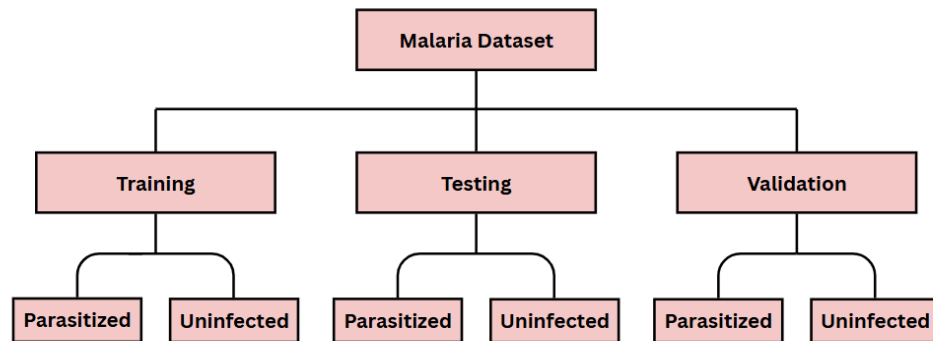 Malaria Dataset
Training
Testing
Validation
Parasitized
Uninfected
Parasitized
Uninfected
Parasitized
Uninfected